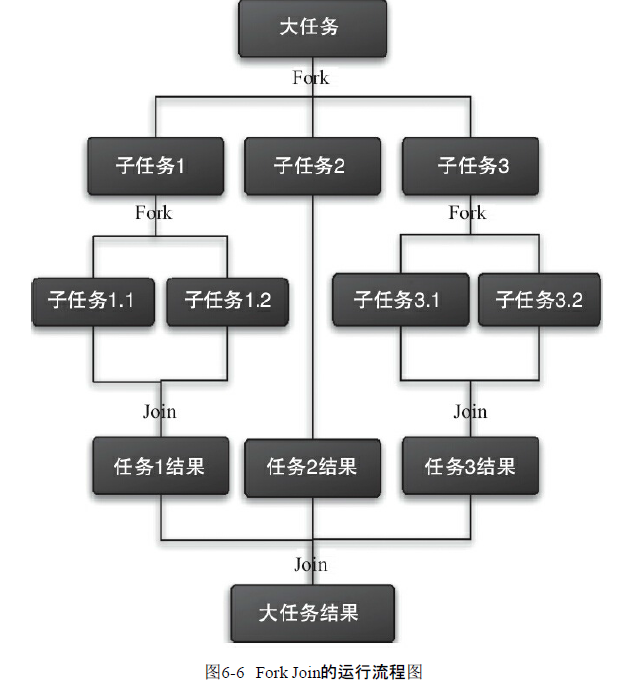 大任务
Fork
子任务1
子任务2
子任务3
Fork
Fork
子任务1.1
子任务1.2
子任务3.1
子任务3.2
Join
Join
任务1结果
任务2结果
任务3结果
Join
大任务结果
图6-6 Fork Join的运行流程图